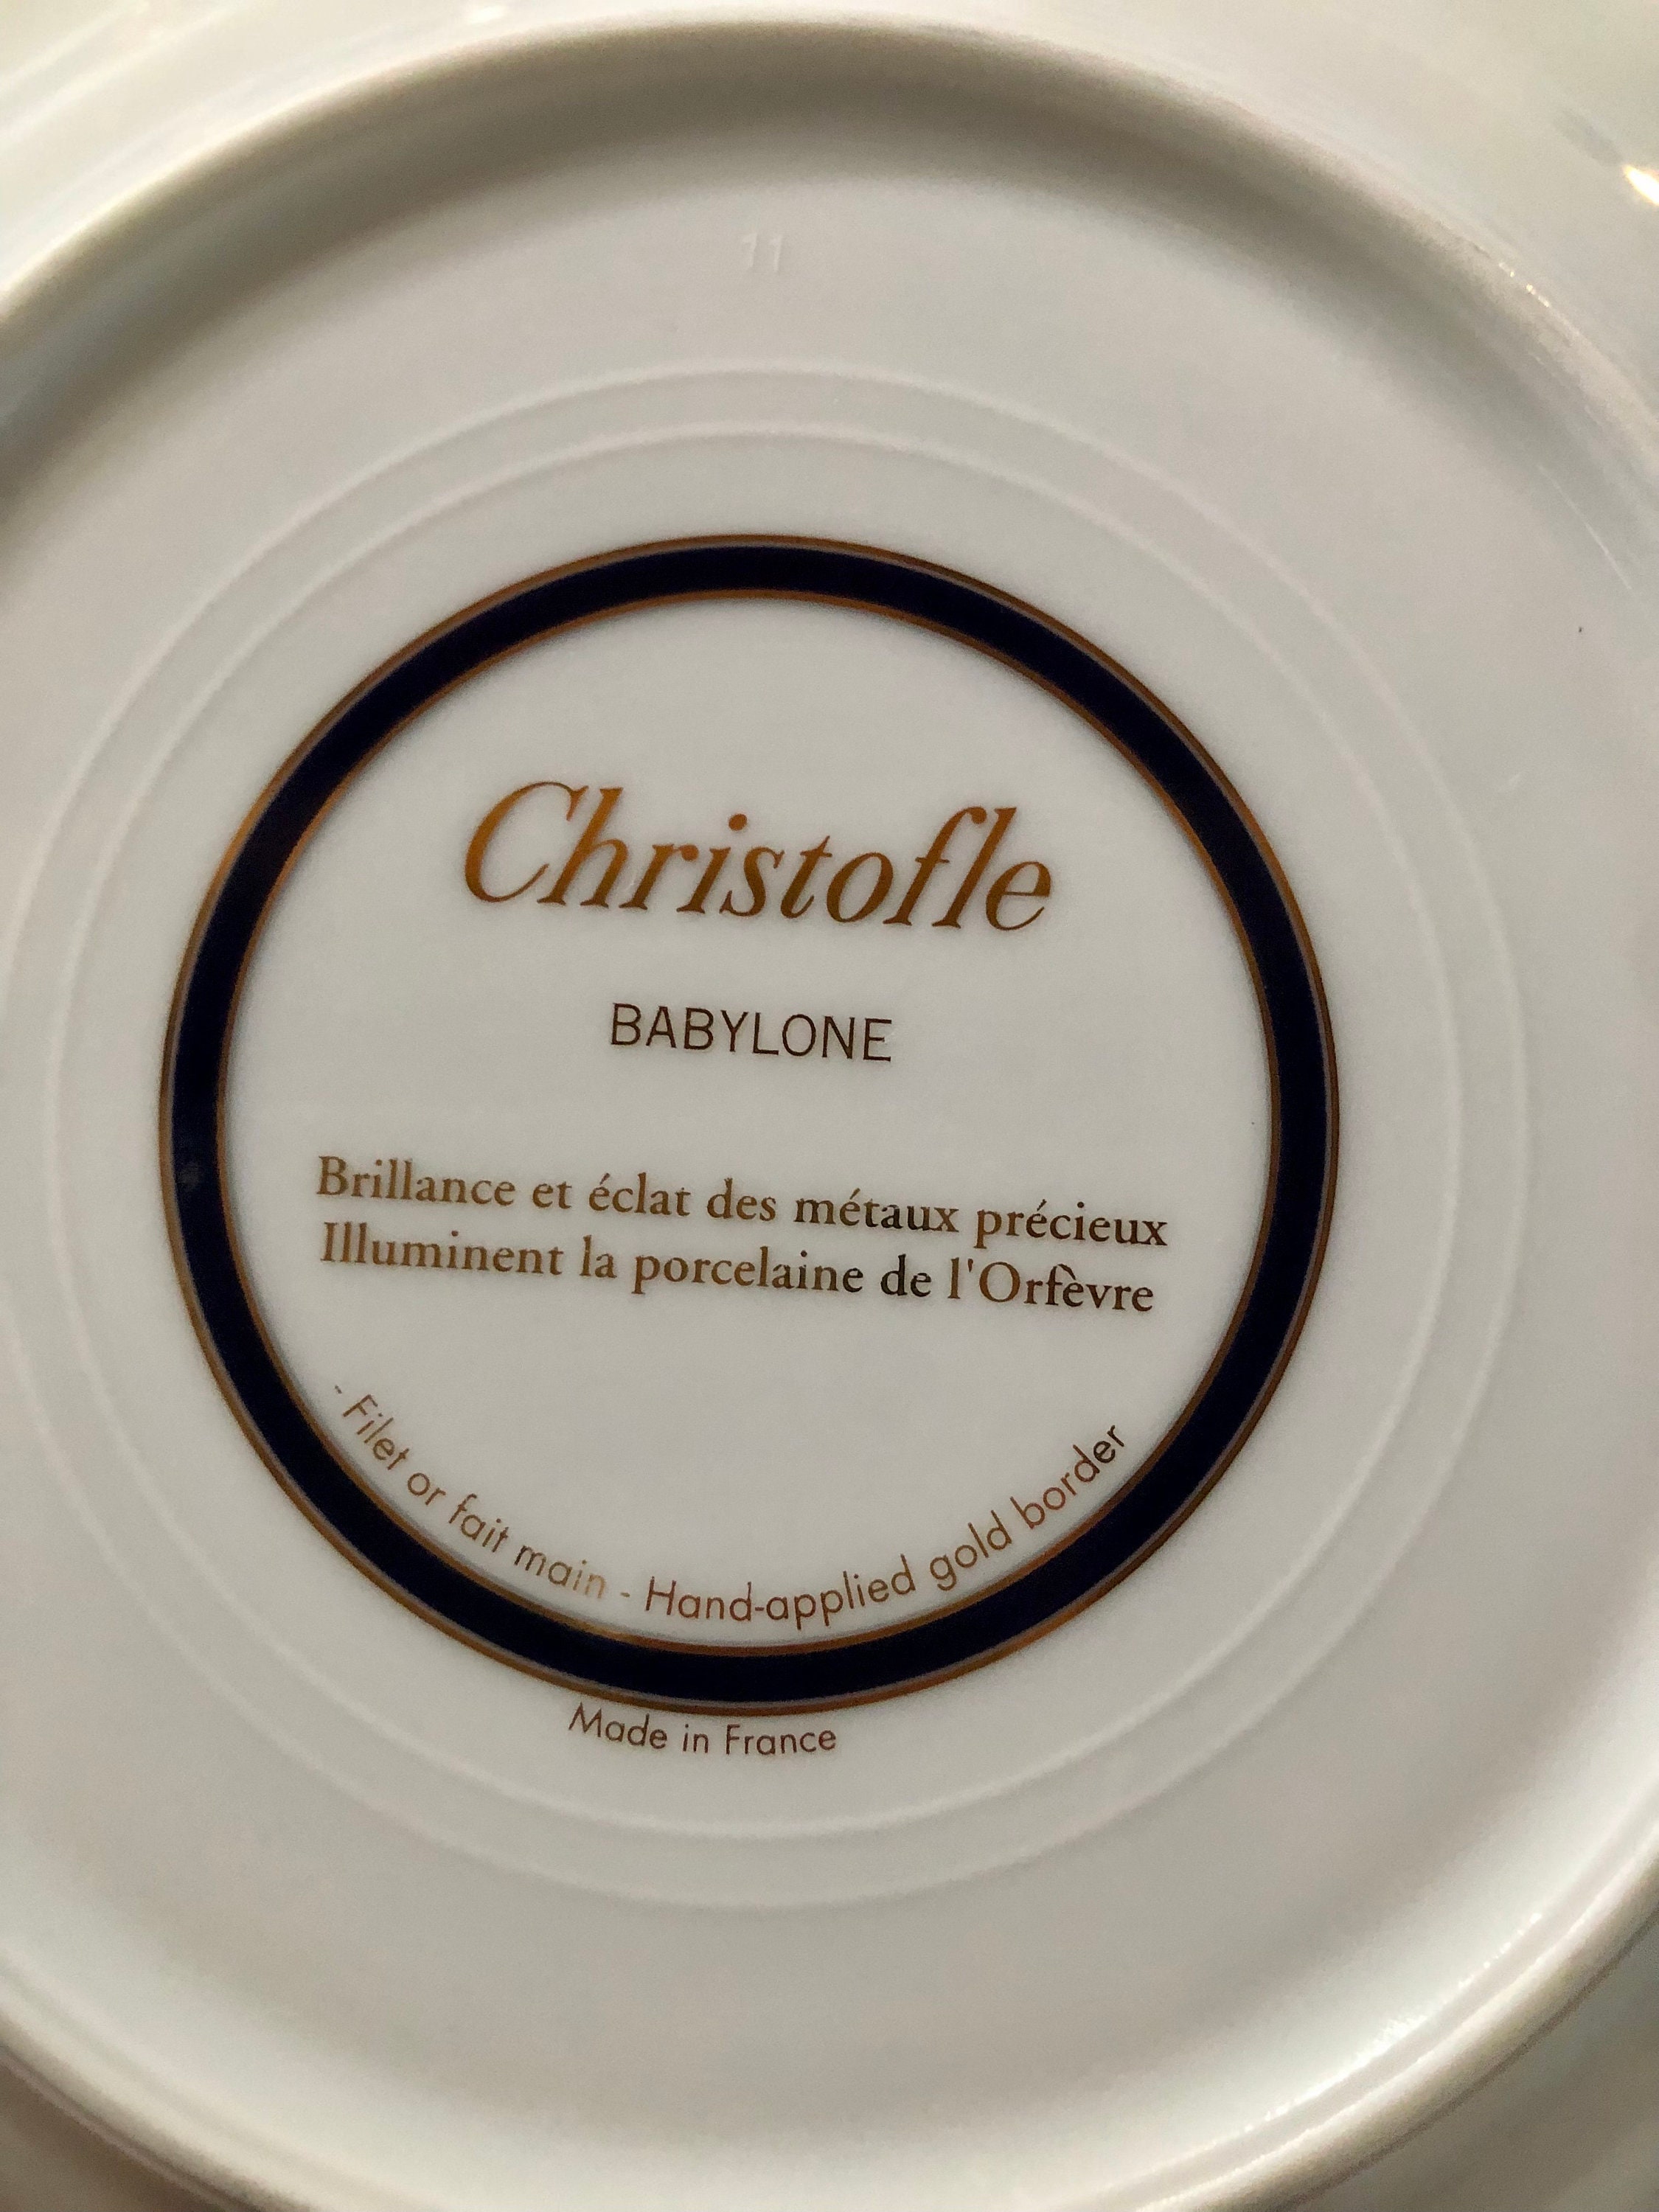 11
Christofle
BABYLONE
Brillance et éclat des métaux précieux
Illuminent la porcelaine de l'Orfèvre
- Filet or fait main - Hand-applied gold border
Made in France